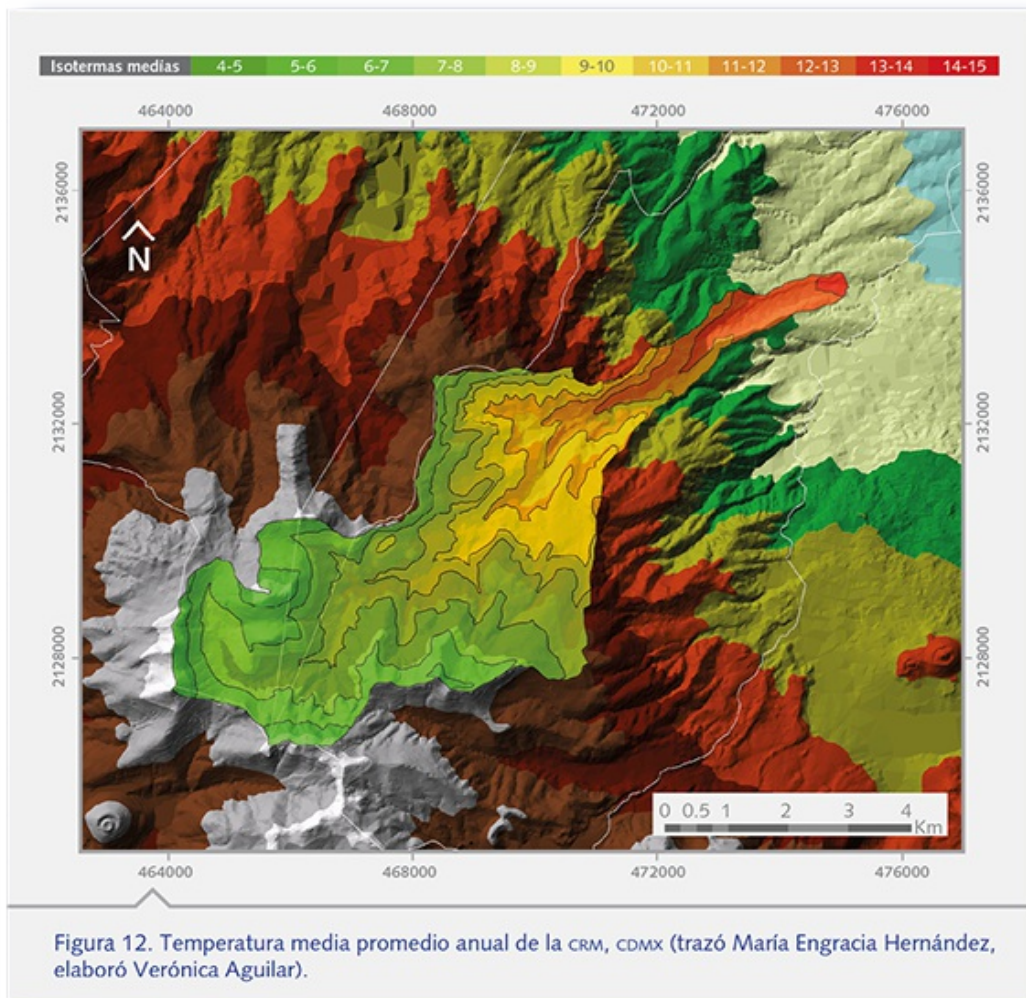 Isotermas medias 4-5 5-6 6-7 7-8 8-9 9-10 10-11 11-12 12-13 13-14 14-15
464000 468000 472000 476000
2136000 2136000
N
2132000 2132000
2128000 2128000
0 0.5 1 2 3 4
Km
464000 468000 472000 476000
Figura 12. Temperatura media promedio anual de la CRM, CDMX (trazó María Engracia Hernández,
elaboró Verónica Aguilar).